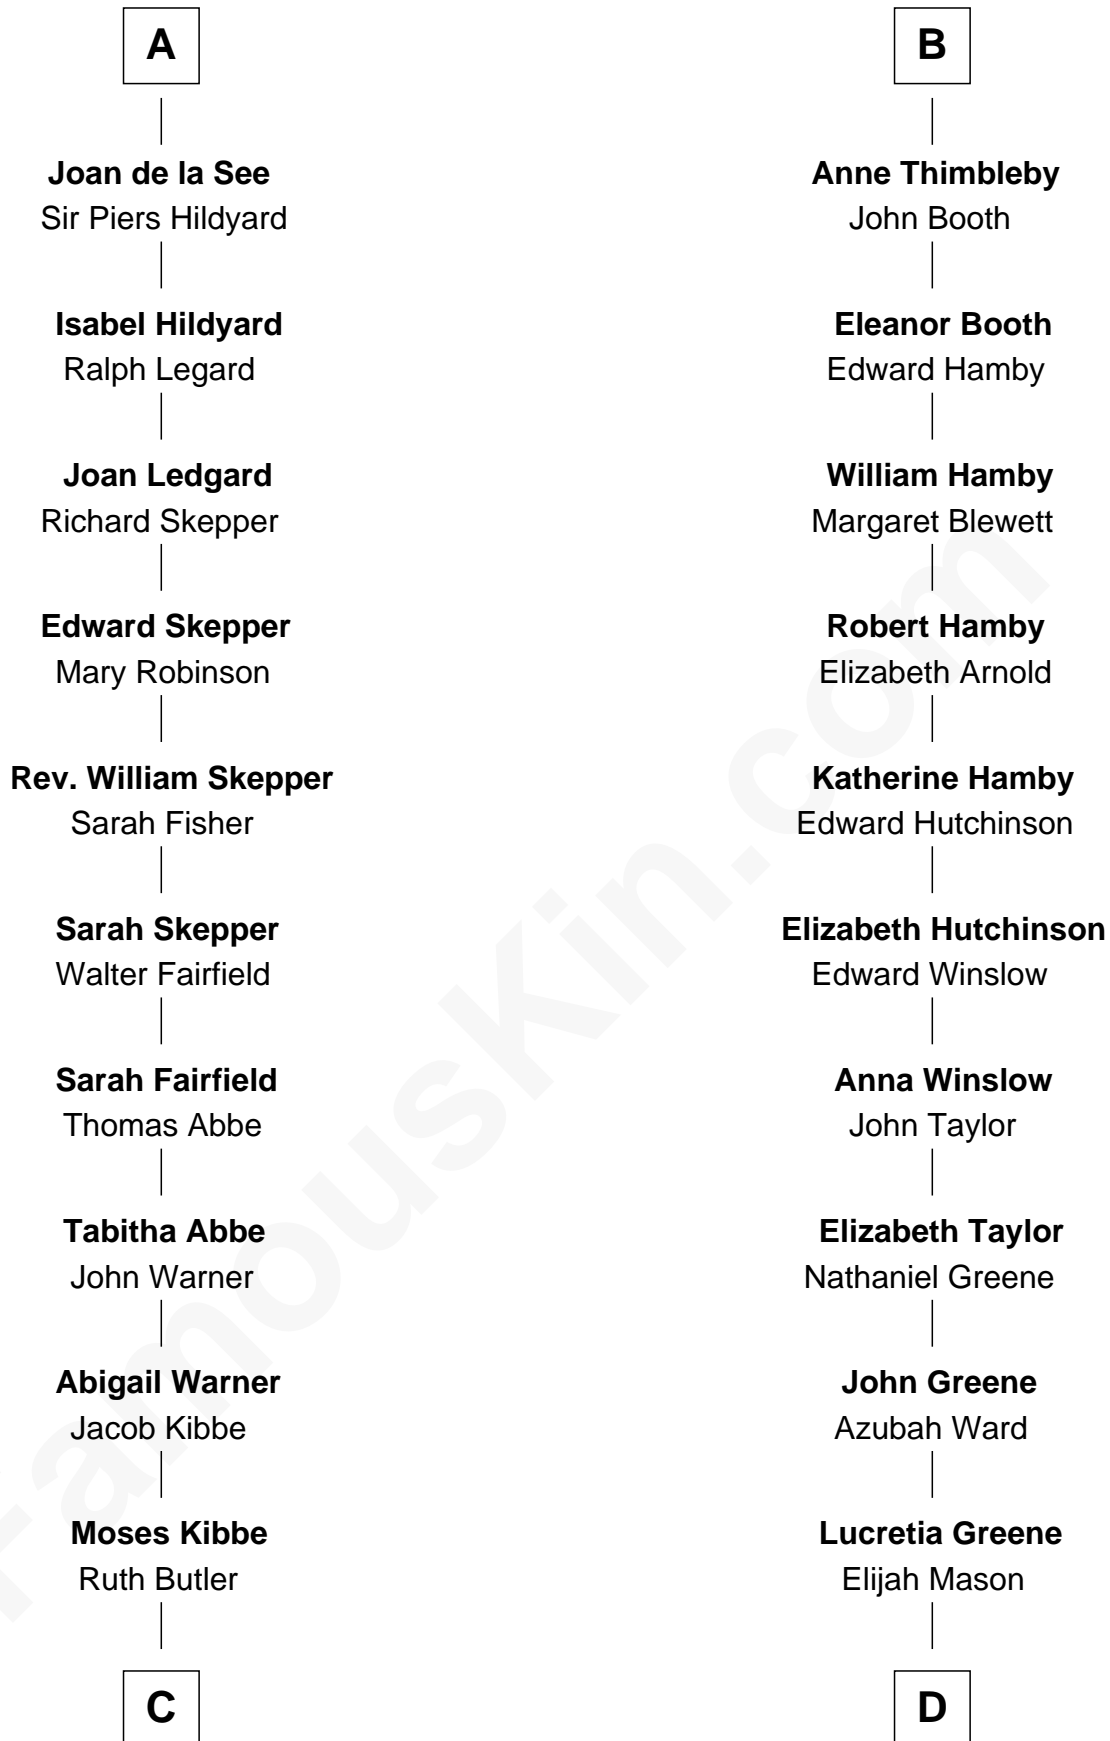 A
Joan de la See
Sir Piers Hildyard
Isabel Hildyard
Ralph Legard
Joan Ledgard
Richard Skepper
Edward Skepper
Mary Robinson
Rev. William Skepper
Sarah Fisher
Sarah Skepper
Walter Fairfield
Sarah Fairfield
Thomas Abbe
Tabitha Abbe
John Warner
Abigail Warner
Jacob Kibbe
Moses Kibbe
Ruth Butler
C
B
Anne Thimbleby
John Booth
Eleanor Booth
Edward Hamby
William Hamby
Margaret Blewett
Robert Hamby
Elizabeth Arnold
Katherine Hamby
Edward Hutchinson
Elizabeth Hutchinson
Edward Winslow
Anna Winslow
John Taylor
Elizabeth Taylor
Nathaniel Greene
John Greene
Azubah Ward
Lucretia Greene
Elijah Mason
D
FamousKin.com